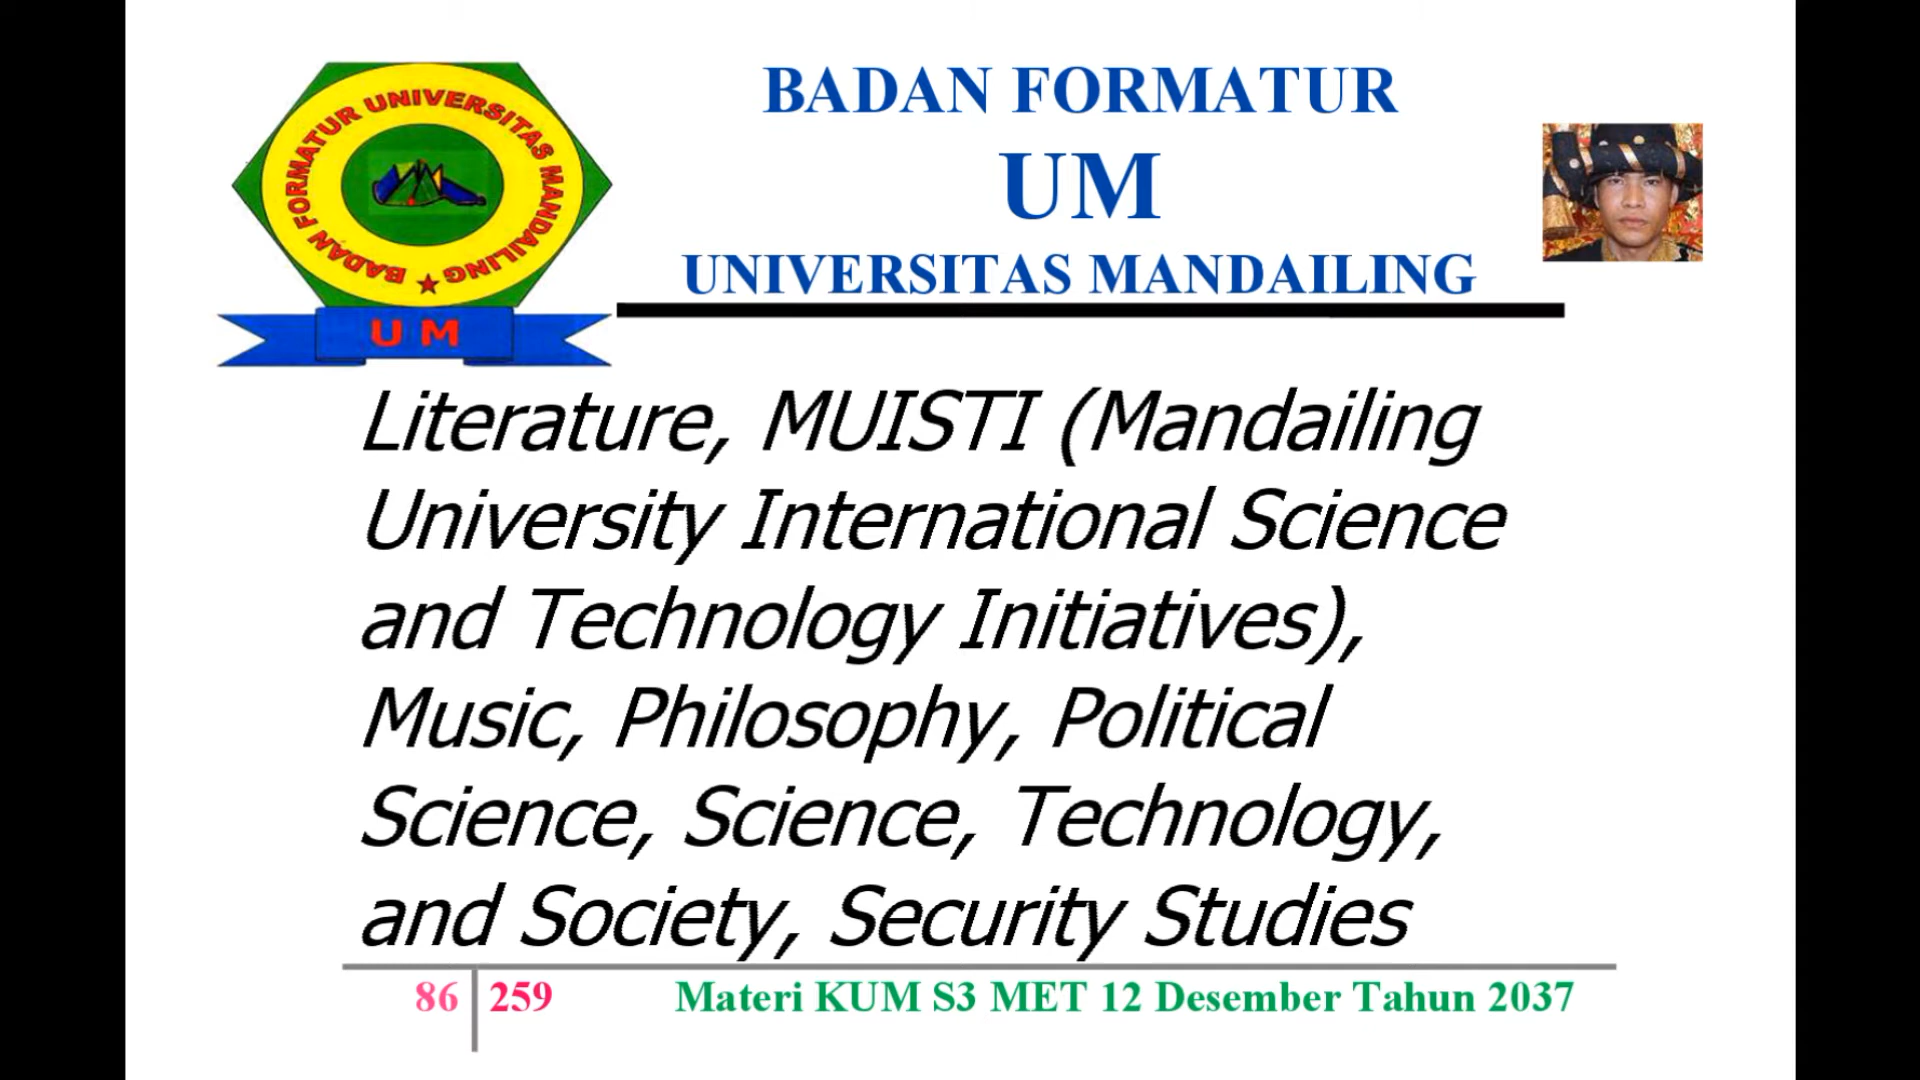 BADAN FORMATUR UNIVERSITAS MANDAILING
U M
BADAN FORMATUR
UM
UNIVERSITAS MANDAILING
Literature, MUISTI (Mandailing
University International Science
and Technology Initiatives),
Music, Philosophy, Political
Science, Science, Technology,
and Society, Security Studies
86 259 Materi KUM S3 MET 12 Desember Tahun 2037